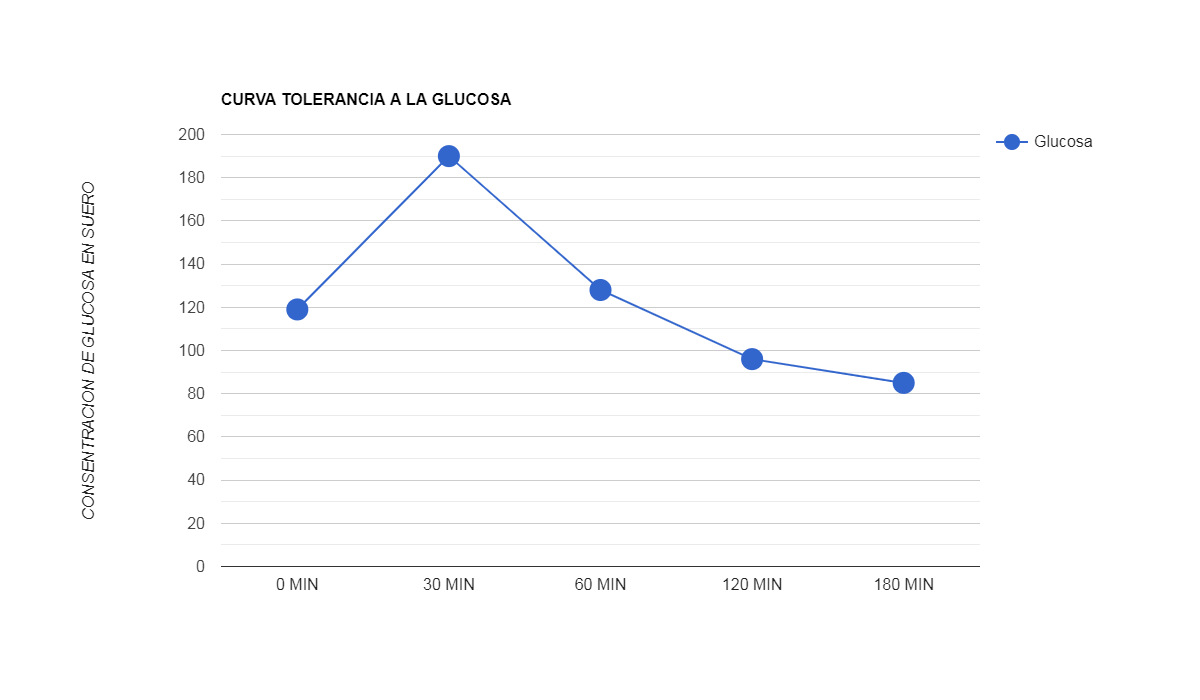 CURVA TOLERANCIA A LA GLUCOSA
Glucosa
CONSENTRACION DE GLUCOSA EN SUERO
200
180
160
140
120
100
80
60
40
20
0
0 MIN
30 MIN
60 MIN
120 MIN
180 MIN